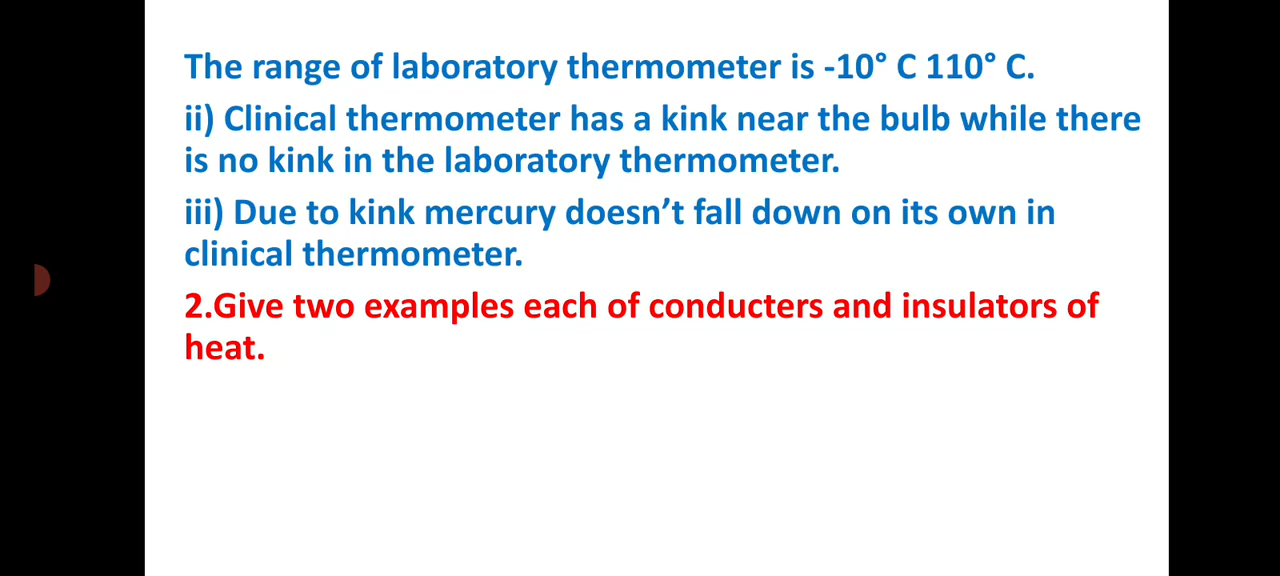 The range of laboratory thermometer is -10° C 110° C.
ii) Clinical thermometer has a kink near the bulb while there
is no kink in the laboratory thermometer.
iii) Due to kink mercury doesn’t fall down on its own in
clinical thermometer.
2.Give two examples each of conducters and insulators of
heat.